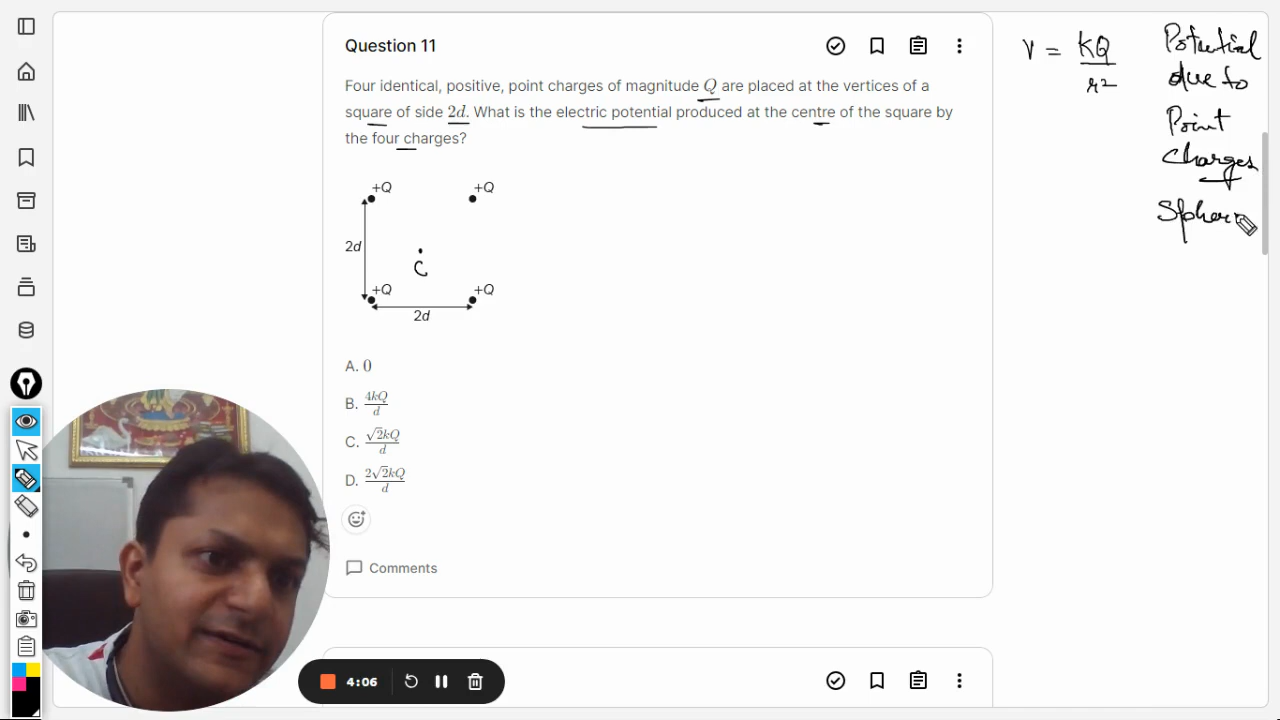 Question 11
Four identical, positive, point charges of magnitude Q are placed at the vertices of a
square of side 2d. What is the electric potential produced at the centre of the square by
the four charges?
+Q +Q
2d
C
+Q +Q
2d
A. 0
B. 4kQ/d
C. √2kQ/d
D. 2√2kQ/d
Comments
4:06
V = kQ/r²
Potential
due to
Point
Charges
Spher